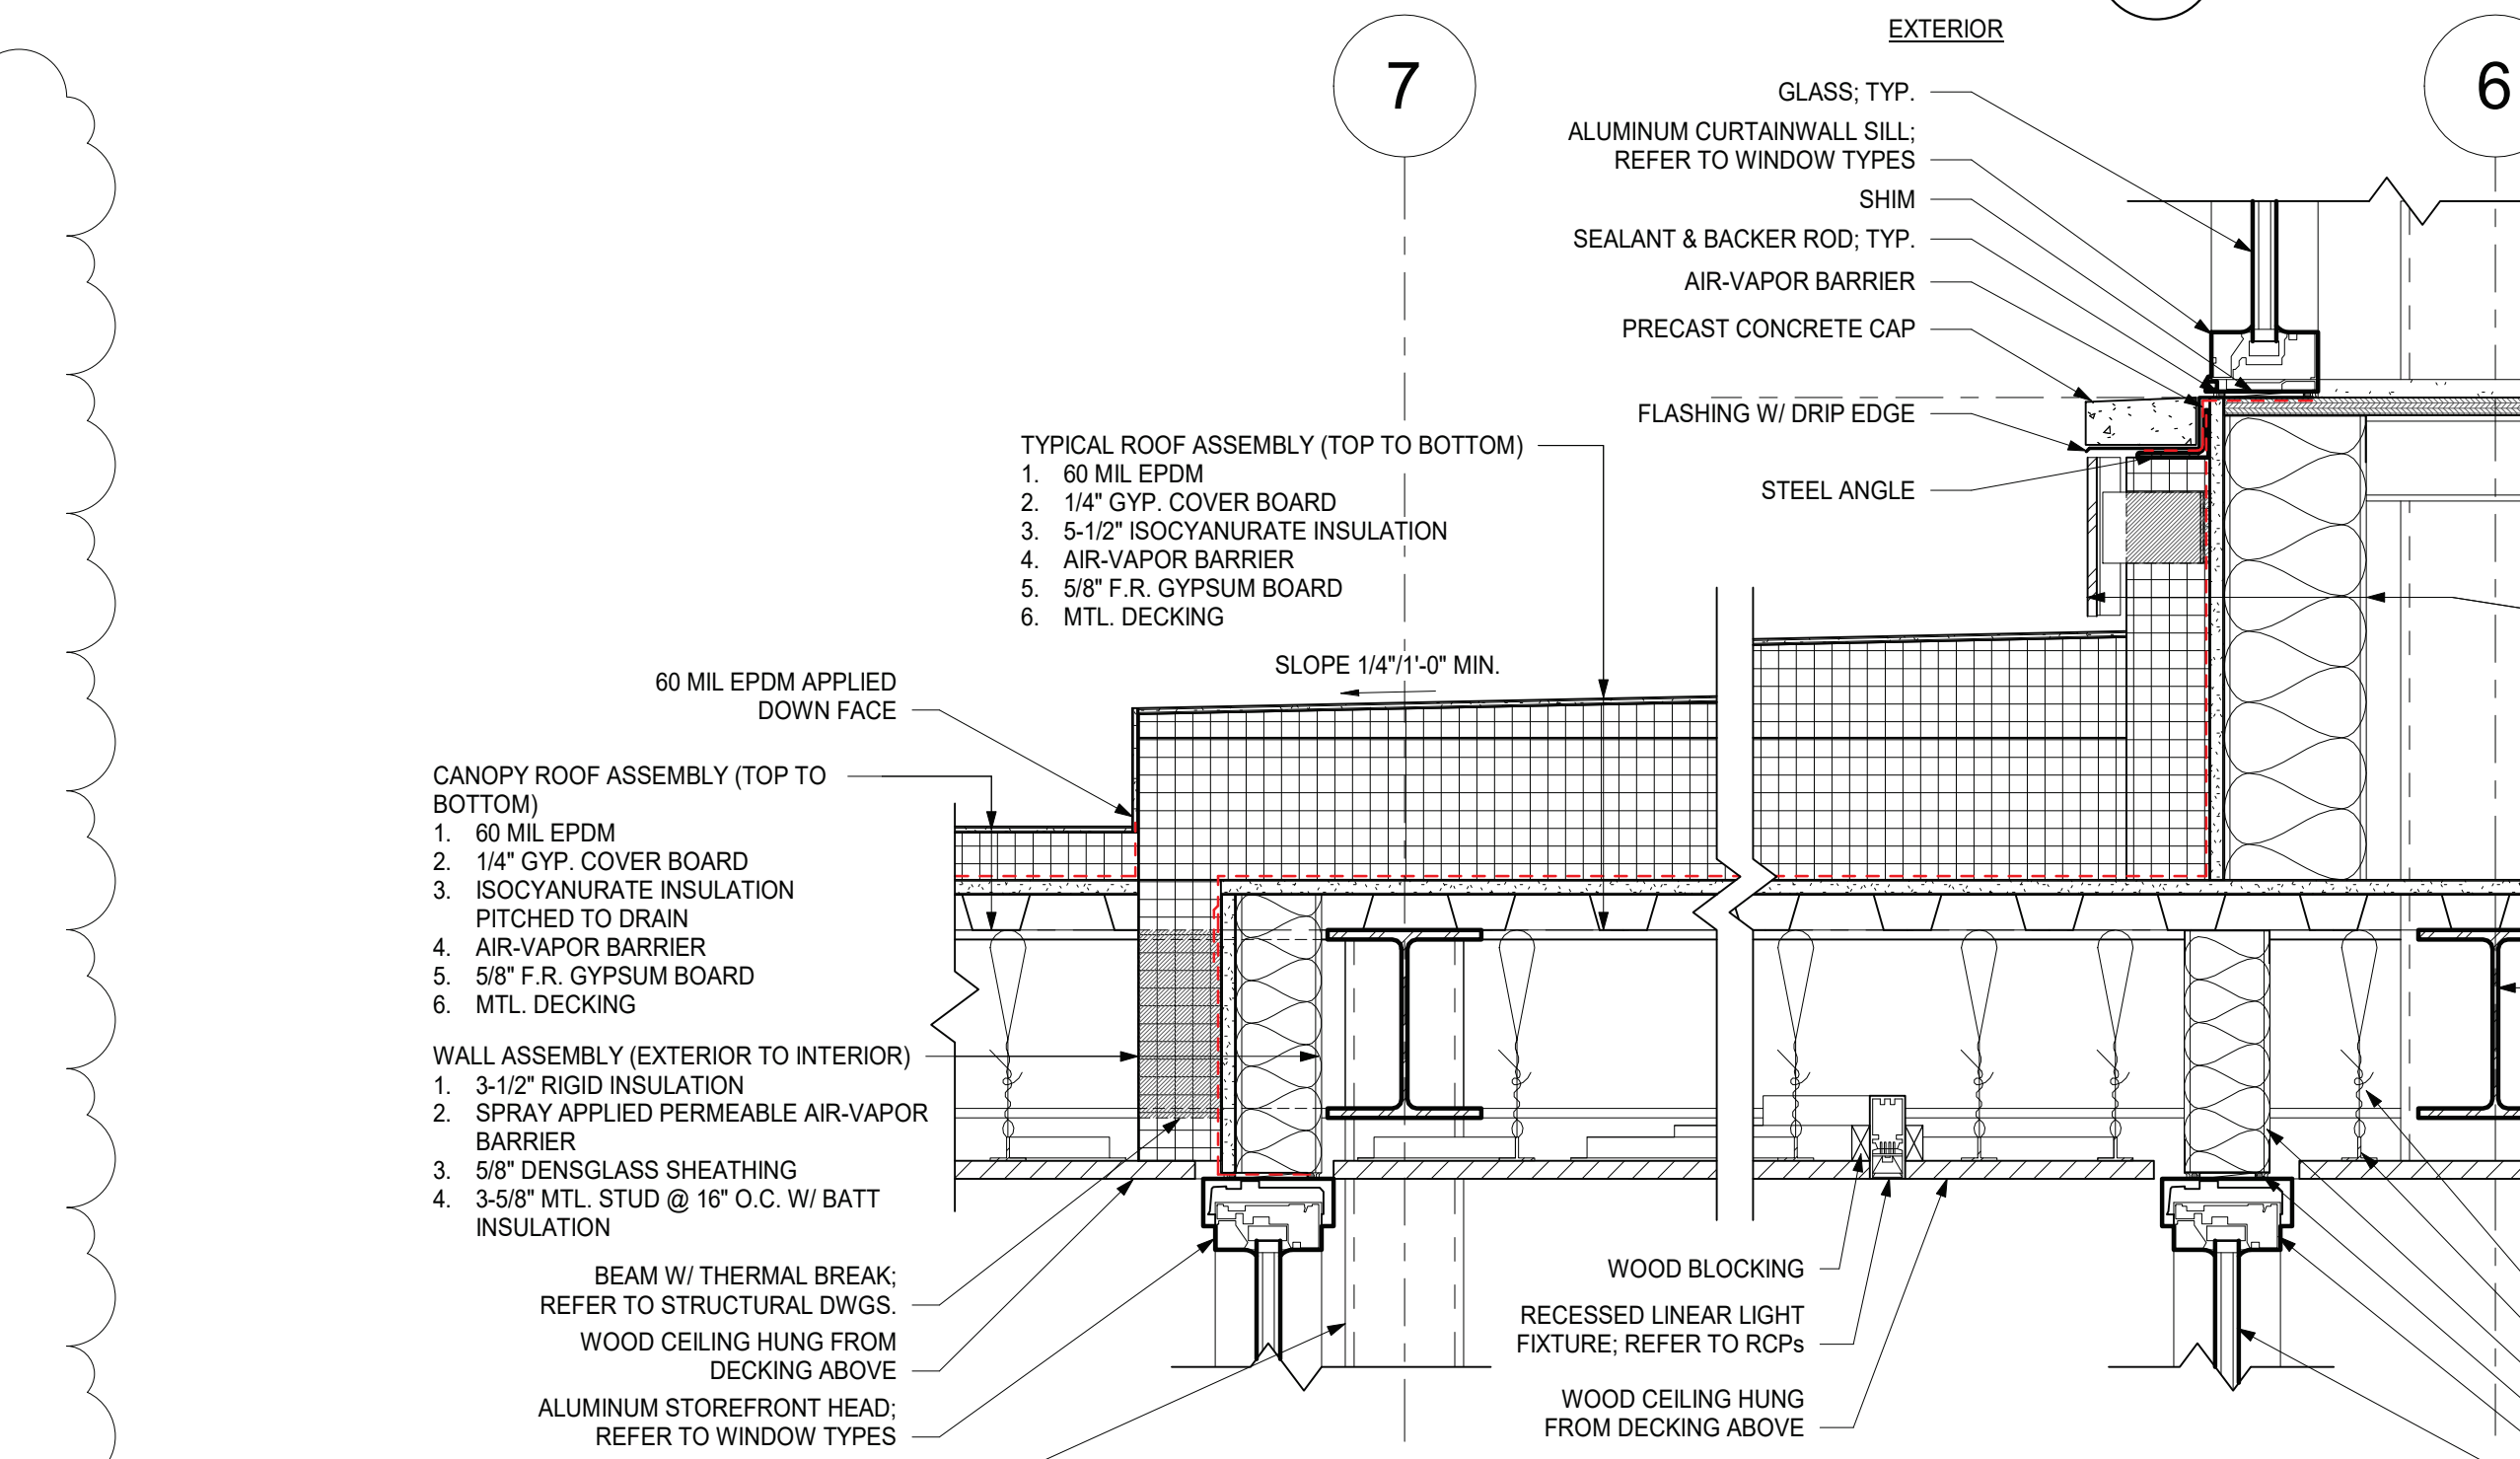 EXTERIOR
7
6
GLASS; TYP.
ALUMINUM CURTAINWALL SILL;
REFER TO WINDOW TYPES
SHIM
SEALANT & BACKER ROD; TYP.
AIR-VAPOR BARRIER
PRECAST CONCRETE CAP
FLASHING W/ DRIP EDGE
STEEL ANGLE
TYPICAL ROOF ASSEMBLY (TOP TO BOTTOM)
1. 60 MIL EPDM
2. 1/4" GYP. COVER BOARD
3. 5-1/2" ISOCYANURATE INSULATION
4. AIR-VAPOR BARRIER
5. 5/8" F.R. GYPSUM BOARD
6. MTL. DECKING
SLOPE 1/4"/1'-0" MIN.
60 MIL EPDM APPLIED
DOWN FACE
CANOPY ROOF ASSEMBLY (TOP TO
BOTTOM)
1. 60 MIL EPDM
2. 1/4" GYP. COVER BOARD
3. ISOCYANURATE INSULATION
PITCHED TO DRAIN
4. AIR-VAPOR BARRIER
5. 5/8" F.R. GYPSUM BOARD
6. MTL. DECKING
WALL ASSEMBLY (EXTERIOR TO INTERIOR)
1. 3-1/2" RIGID INSULATION
2. SPRAY APPLIED PERMEABLE AIR-VAPOR
BARRIER
3. 5/8" DENSGLASS SHEATHING
4. 3-5/8" MTL. STUD @ 16" O.C. W/ BATT
INSULATION
BEAM W/ THERMAL BREAK;
REFER TO STRUCTURAL DWGS.
WOOD CEILING HUNG FROM
DECKING ABOVE
ALUMINUM STOREFRONT HEAD;
REFER TO WINDOW TYPES
WOOD BLOCKING
RECESSED LINEAR LIGHT
FIXTURE; REFER TO RCPs
WOOD CEILING HUNG
FROM DECKING ABOVE